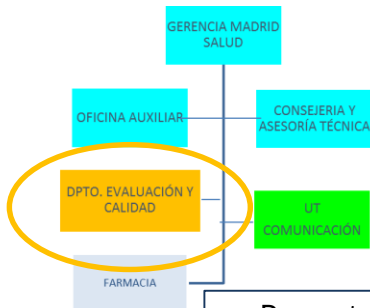 GERENCIA MADRID
SALUD
OFICINA AUXILIAR
CONSEJERIA Y
ASESORÍA TÉCNICA
DPTO. EVALUACIÓN Y
CALIDAD
UT
COMUNICACIÓN
FARMACIA